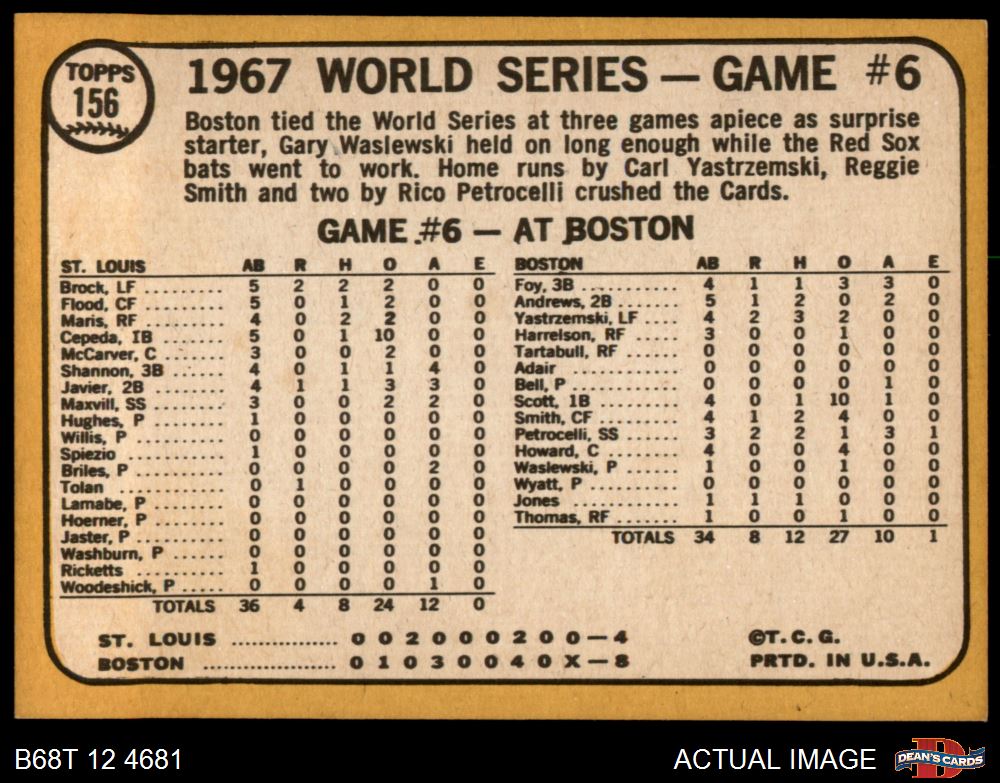 TOPPS
156
1967 WORLD SERIES — GAME #6
Boston tied the World Series at three games apiece as surprise
starter, Gary Waslewski held on long enough while the Red Sox
bats went to work. Home runs by Carl Yastrzemski, Reggie
Smith and two by Rico Petrocelli crushed the Cards.
GAME #6 — AT BOSTON
ST. LOUIS AB R H O A E
Brock, LF ......... 5 2 2 2 0 0
Flood, CF ......... 5 0 1 2 0 0
Maris, RF ......... 4 0 2 2 0 0
Cepeda, 1B ........ 5 0 1 10 0 0
McCarver, C ....... 3 0 0 2 0 0
Shannon, 3B ....... 4 0 1 1 4 0
Javier, 2B ........ 4 1 1 3 3 0
Maxvill, SS ....... 3 0 0 2 2 0
Hughes, P ......... 1 0 0 0 0 0
Willis, P ......... 0 0 0 0 0 0
Spiezio ........... 1 0 0 0 0 0
Briles, P ......... 0 0 0 0 2 0
Tolan ............. 0 1 0 0 0 0
Lamabe, P ......... 0 0 0 0 0 0
Hoerner, P ........ 0 0 0 0 0 0
Jaster, P ......... 0 0 0 0 0 0
Washburn, P ....... 0 0 0 0 0 0
Ricketts .......... 1 0 0 0 0 0
Woodeshick, P ..... 0 0 0 0 1 0
TOTALS 36 4 8 24 12 0
BOSTON AB R H O A E
Foy, 3B ........... 4 1 1 3 3 0
Andrews, 2B ....... 5 1 2 0 2 0
Yastrzemski, LF .... 4 2 3 2 0 0
Harrelson, RF ..... 3 0 0 1 0 0
Tartabull, RF ..... 0 0 0 0 0 0
Adair ............. 0 0 0 0 0 0
Bell, P ........... 0 0 0 0 1 0
Scott, 1B ......... 4 0 1 10 1 0
Smith, CF ......... 4 1 2 4 0 0
Petrocelli, SS .... 3 2 2 1 3 1
Howard, C ......... 4 0 0 4 0 0
Waslewski, P ...... 1 0 0 1 0 0
Wyatt, P .......... 0 0 0 0 0 0
Jones ............. 1 1 1 0 0 0
Thomas, RF ........ 1 0 0 1 0 0
TOTALS 34 8 12 27 10 1
ST. LOUIS ............... 0 0 2 0 0 0 2 0 0 — 4
BOSTON .................. 0 1 0 3 0 0 4 0 X — 8
©T.C.G.
PRTD. IN U.S.A.
B68T 12 4681
ACTUAL IMAGE
D
DEAN'S CARDS